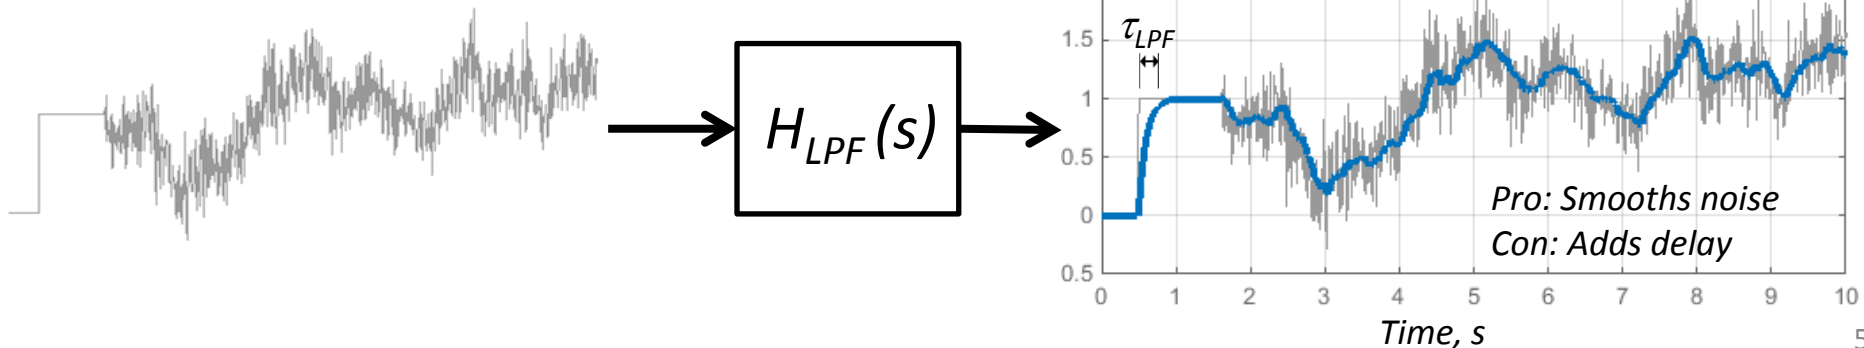 H_LPF (s)
τ_LPF
1.5
1
0.5
0
0.5
0 1 2 3 4 5 6 7 8 9 10
Pro: Smooths noise
Con: Adds delay
Time, s
5